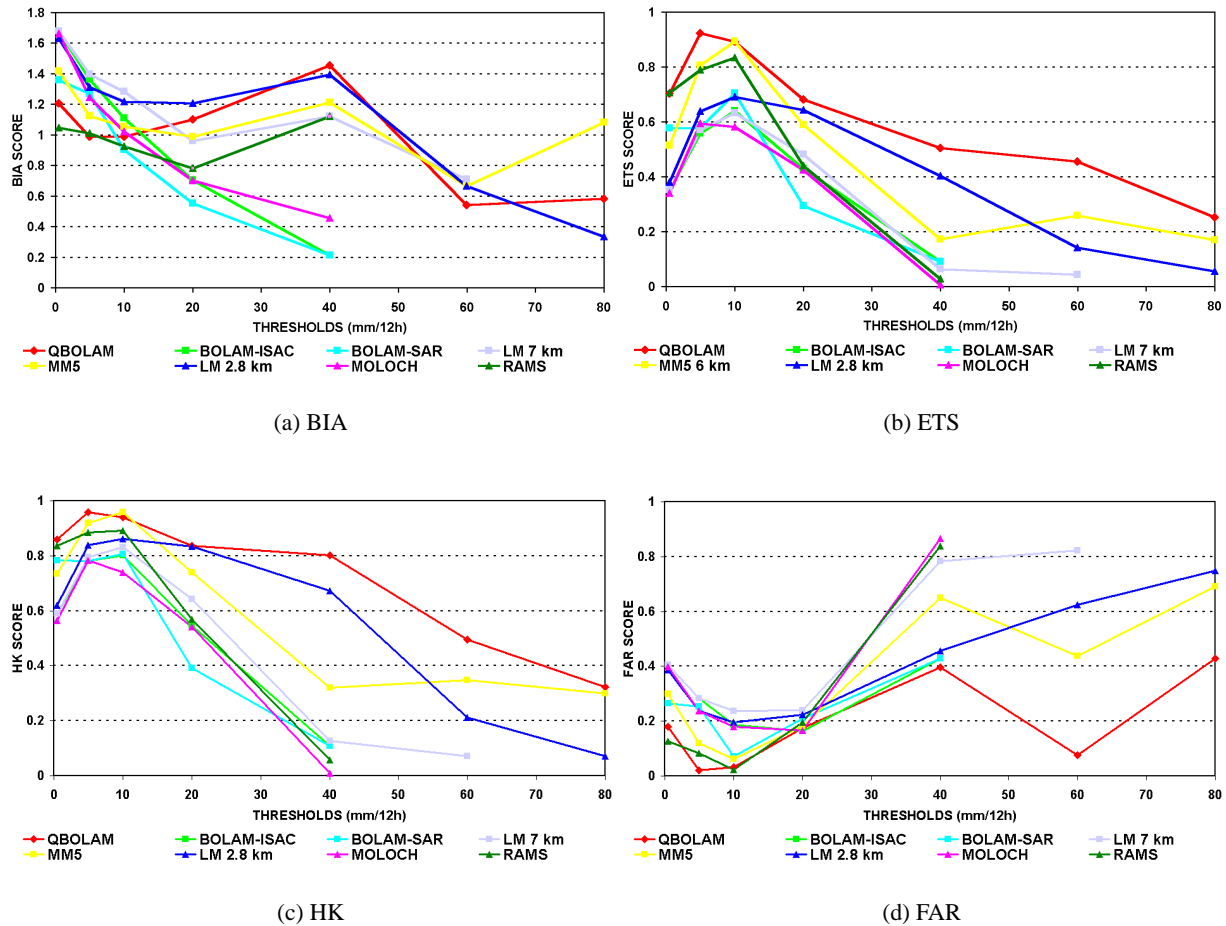 BIA SCORE
1.8
1.6
1.4
1.2
1
0.8
0.6
0.4
0.2
0
0 10 20 30 40 50 60 70 80
THRESHOLDS (mm/12h)
QBOLAM BOLAM-ISAC BOLAM-SAR LM 7 km
MM5 LM 2.8 km MOLOCH RAMS
(a) BIA
ETS SCORE
1
0.8
0.6
0.4
0.2
0
0 10 20 30 40 50 60 70 80
THRESHOLDS (mm/12h)
QBOLAM BOLAM-ISAC BOLAM-SAR LM 7 km
MM5 6 km LM 2.8 km MOLOCH RAMS
(b) ETS
HK SCORE
1
0.8
0.6
0.4
0.2
0
0 10 20 30 40 50 60 70 80
THRESHOLDS (mm/12h)
QBOLAM BOLAM-ISAC BOLAM-SAR LM 7 km
MM5 LM 2.8 km MOLOCH RAMS
(c) HK
FAR SCORE
1
0.8
0.6
0.4
0.2
0
0 10 20 30 40 50 60 70 80
THRESHOLDS (mm/12h)
QBOLAM BOLAM-ISAC BOLAM-SAR LM 7 km
MM5 LM 2.8 km MOLOCH RAMS
(d) FAR